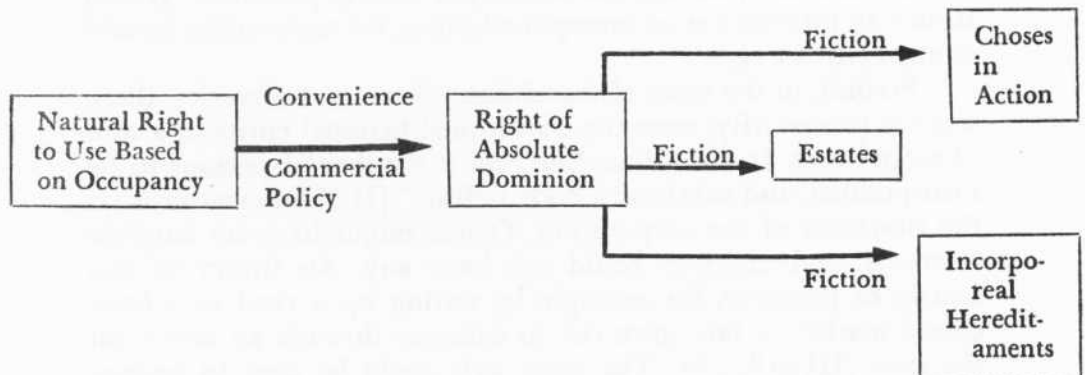 Natural Right
to Use Based
on Occupancy
Convenience
Commercial
Policy
Right of
Absolute
Dominion
Fiction
Choses
in
Action
Fiction
Estates
Fiction
Incorpo-
real
Heredit-
aments